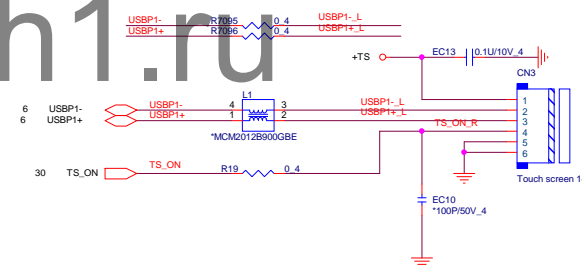 h1.ru
USBP1- R7095 0_4 USBP1-_L
USBP1+ R7096 0_4 USBP1+_L
+TS EC13 0.1U/10V_4
CN3
L1
6 USBP1- USBP1- 4 3 USBP1-_L 1
6 USBP1+ USBP1+ 1 2 USBP1+_L 2
*MCM2012B900GBE TS_ON_R 3
4
5
6
30 TS_ON TS_ON R19 0_4
Touch screen 1
EC10
*100P/50V_4